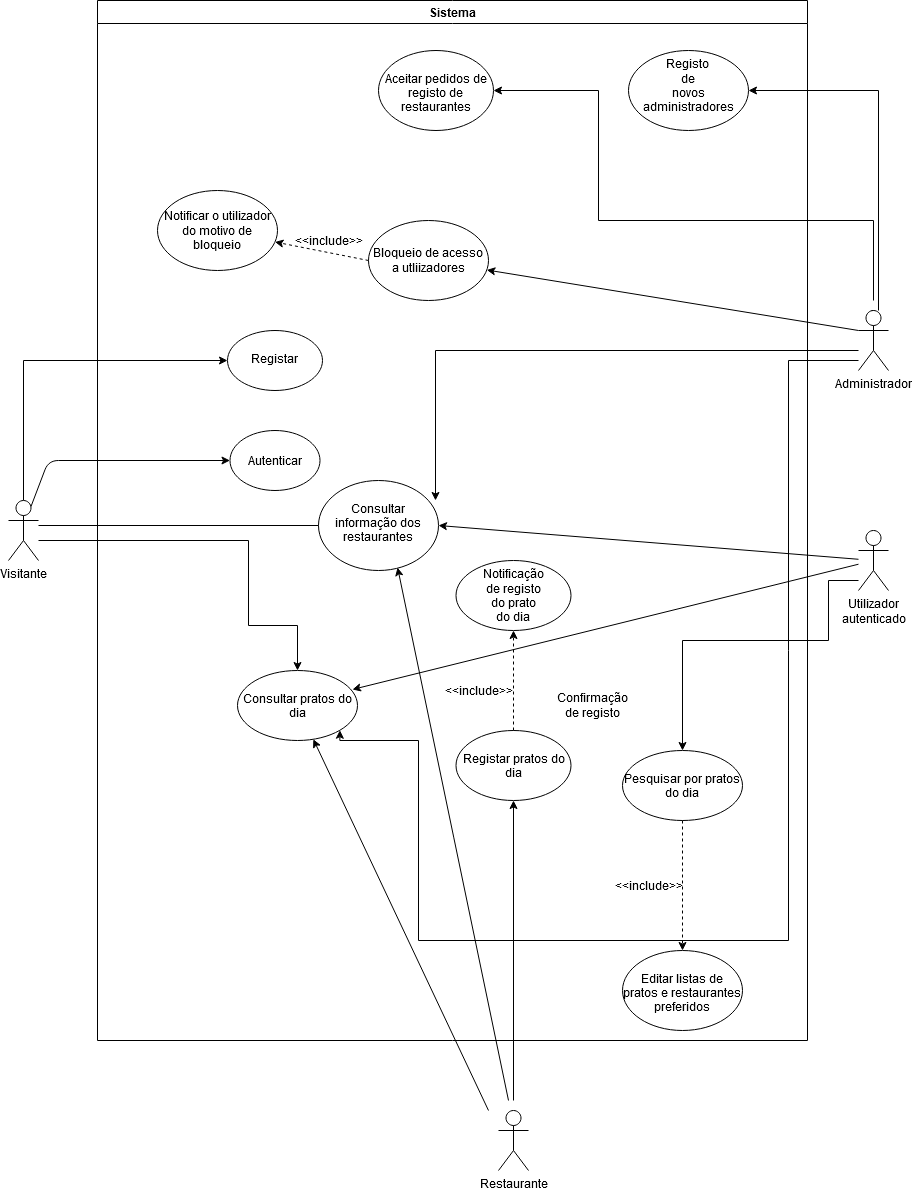 Sistema
Aceitar pedidos de
registo de
restaurantes
Registo
de
novos
administradores
Notificar o utilizador
do motivo de
bloqueio
<<include>>
Bloqueio de acesso
a utliizadores
Administrador
Registar
Autenticar
Consultar
informação dos
restaurantes
Visitante
Notificação
de registo
do prato
do dia
Utilizador
autenticado
<<include>>
Confirmação
de registo
Consultar pratos do
dia
Registar pratos do
dia
Pesquisar por pratos
do dia
<<include>>
Editar listas de
pratos e restaurantes
preferidos
Restaurante